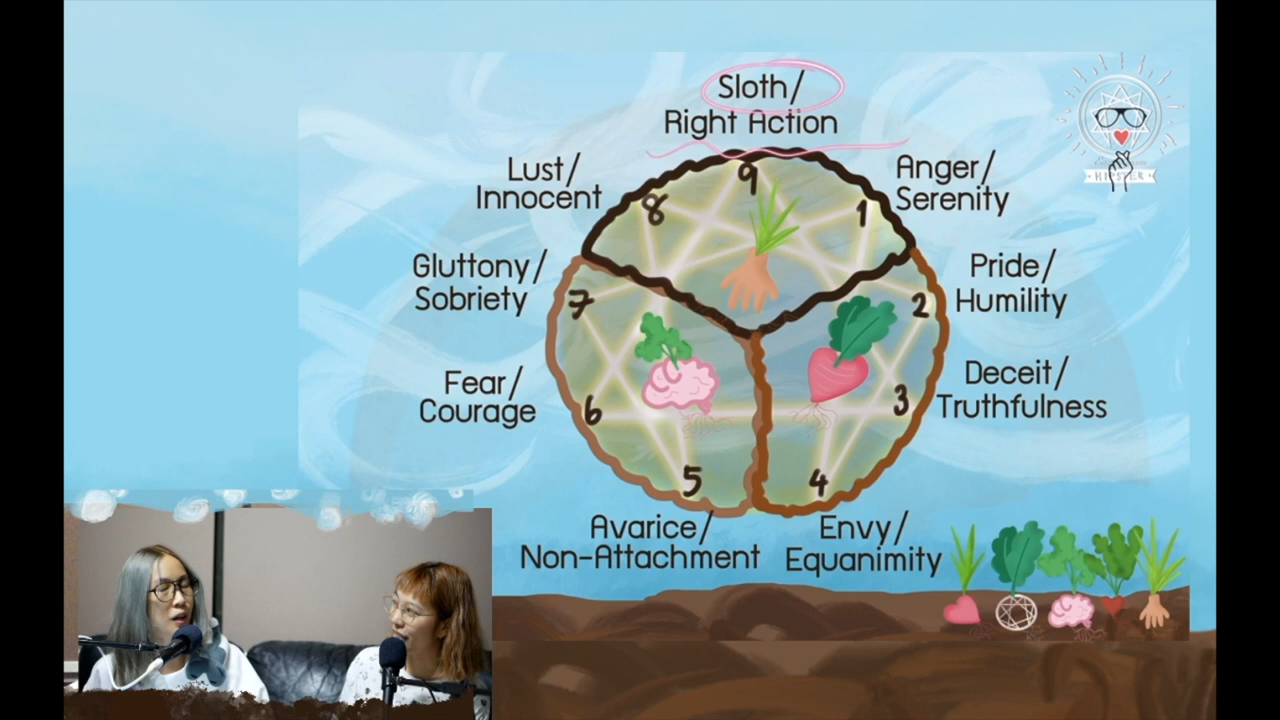 Sloth/
Right Action
Lust/
Innocent
Anger/
Serenity
Gluttony/
Sobriety
Pride/
Humility
Fear/
Courage
Deceit/
Truthfulness
Avarice/
Non-Attachment
Envy/
Equanimity
9
8
1
7
2
6
3
5
4
HIPSTER